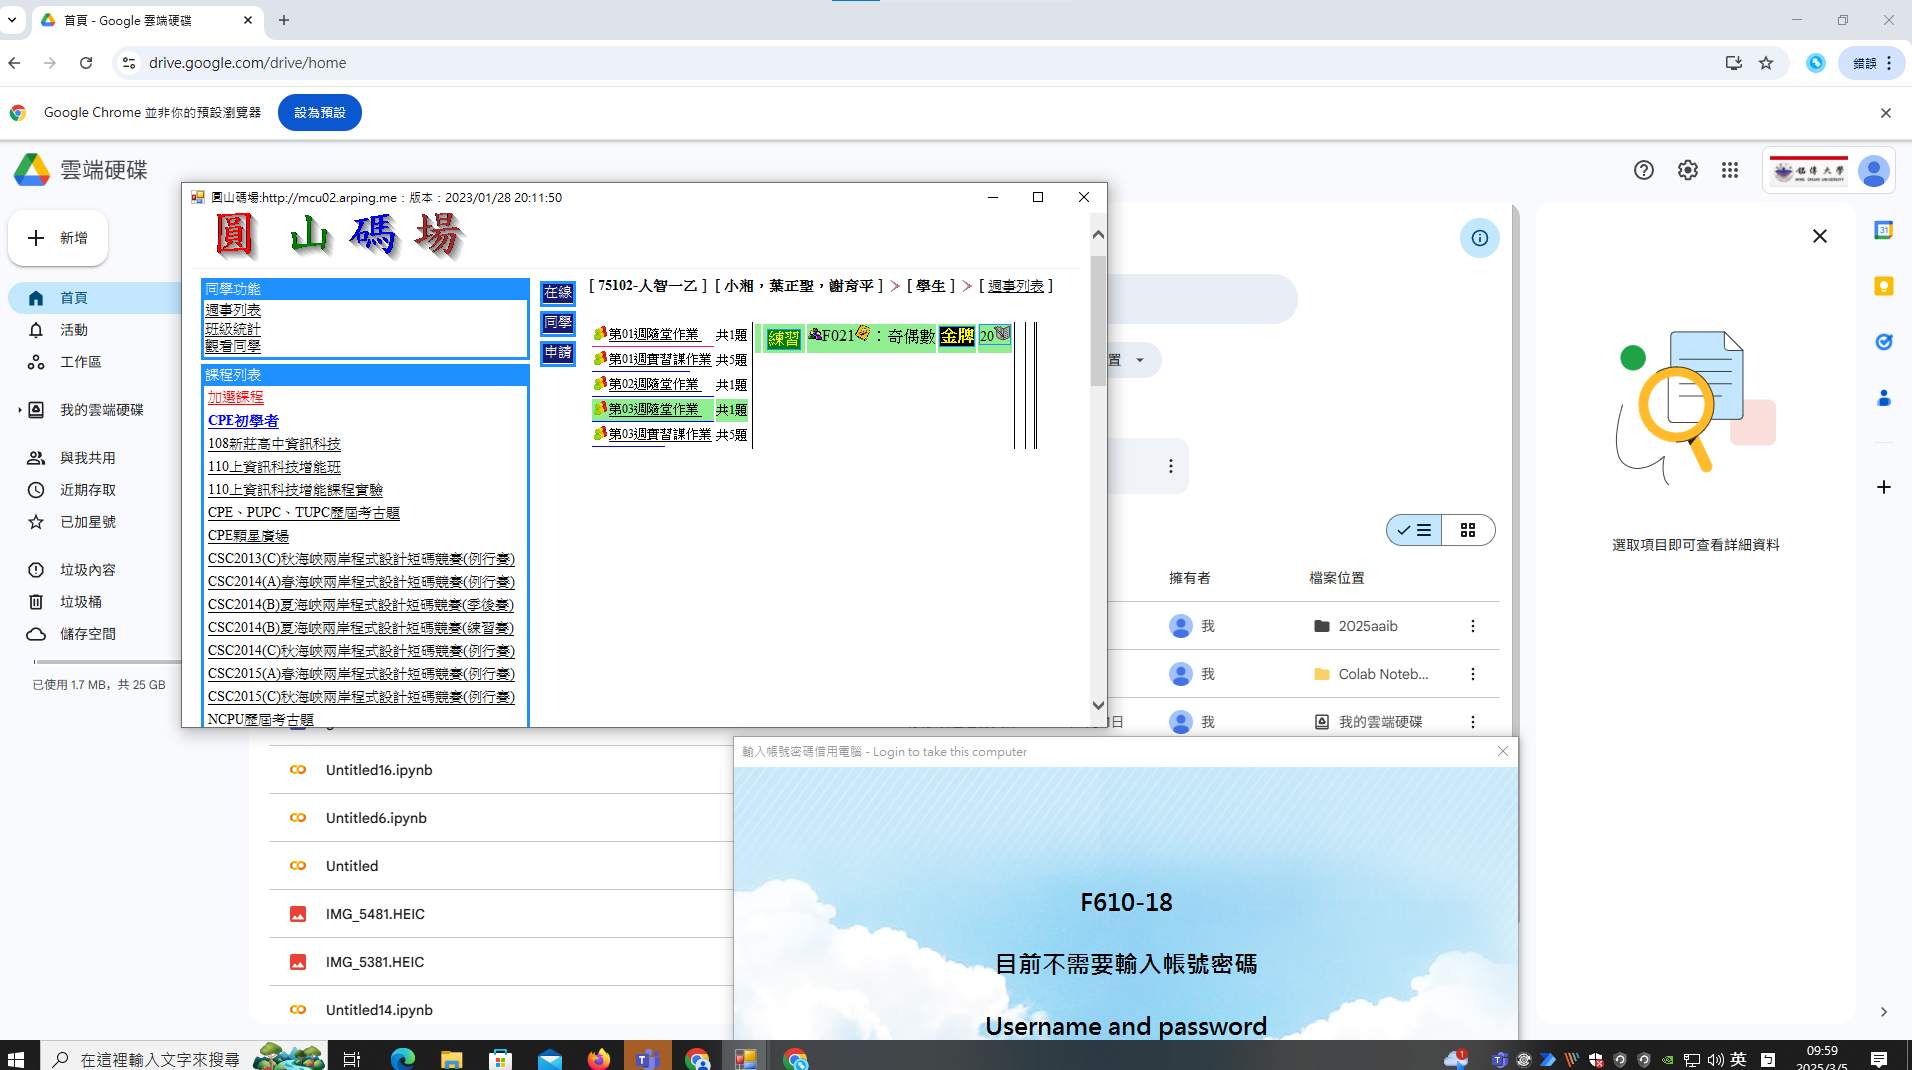 首頁 - Google 雲端硬碟
drive.google.com/drive/home
錯誤
Google Chrome 並非你的預設瀏覽器
設為預設
雲端硬碟
銘傳大學
MING CHUAN UNIVERSITY
新增
首頁
活動
工作區
我的雲端硬碟
與我共用
近期存取
已加星號
垃圾內容
垃圾桶
儲存空間
已使用 1.7 MB，共 25 GB
圓山碼場:http://mcu02.arping.me : 版本 : 2023/01/28 20:11:50
圓山碼場
同學功能
週事列表
班級統計
觀看同學
課程列表
加選課程
CPE初學者
108新莊高中資訊科技
110上資訊科技增能班
110上資訊科技增能課程實驗
CPE、PUPC、TUPC歷屆考古題
CPE顆星廣場
CSC2013(C)秋海峽兩岸程式設計短碼競賽(例行賽)
CSC2014(A)春海峽兩岸程式設計短碼競賽(例行賽)
CSC2014(B)夏海峽兩岸程式設計短碼競賽(季後賽)
CSC2014(B)夏海峽兩岸程式設計短碼競賽(練習賽)
CSC2014(C)秋海峽兩岸程式設計短碼競賽(例行賽)
CSC2015(A)春海峽兩岸程式設計短碼競賽(例行賽)
CSC2015(C)秋海峽兩岸程式設計短碼競賽(例行賽)
NCPU歷屆考古題
在線
同學
申請
[ 75102-人智一乙 ] [ 小湘，葉正聖，謝育平 ] > [ 學生 ] > [ 週事列表 ]
第01週隨堂作業 共1題
第01週實習課作業 共5題
第02週隨堂作業 共1題
第03週隨堂作業 共1題
第03週實習課作業 共5題
練習 F021：奇偶數 金牌 20
置
擁有者
檔案位置
我
2025aaib
我
Colab Noteb...
日
我
我的雲端硬碟
Untitled16.ipynb
Untitled6.ipynb
Untitled
IMG_5481.HEIC
IMG_5381.HEIC
Untitled14.ipynb
31
選取項目即可查看詳細資料
輸入帳號密碼借用電腦 - Login to take this computer
F610-18
目前不需要輸入帳號密碼
Username and password
在這裡輸入文字來搜尋
1
英
09:59
2025/3/5